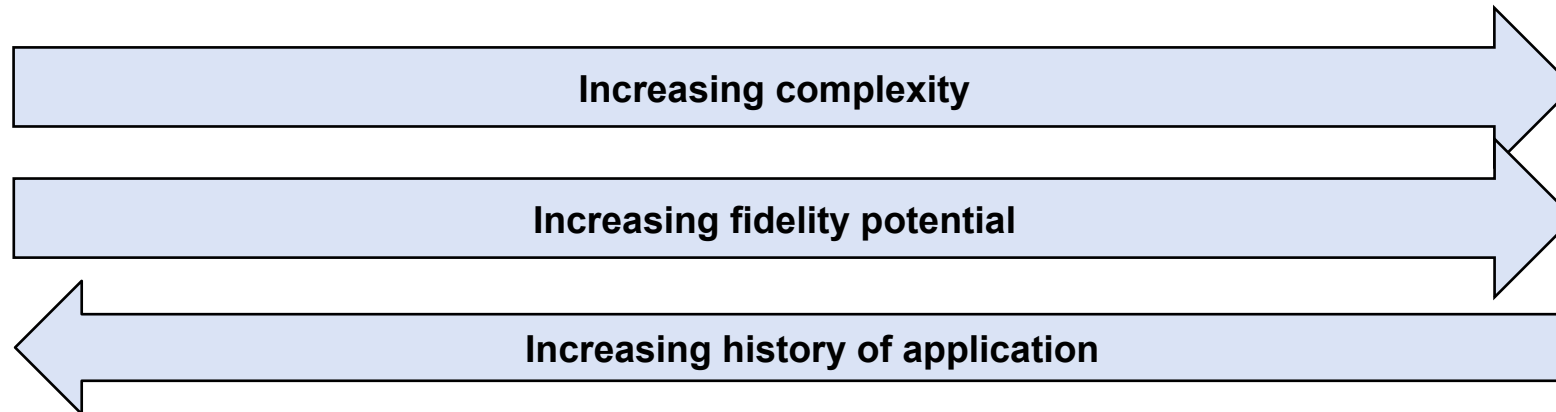 Increasing complexity
Increasing fidelity potential
Increasing history of application